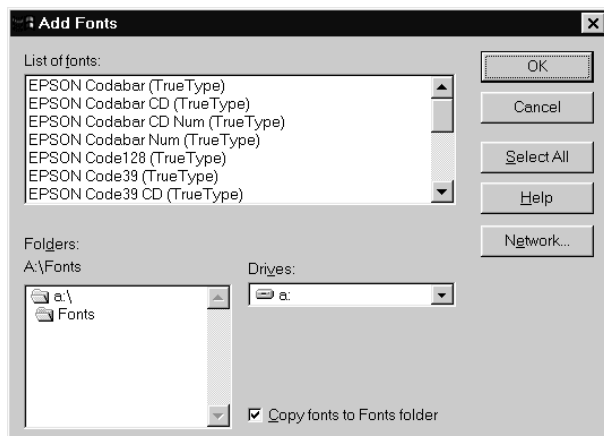 Add Fonts
List of fonts:
EPSON Codabar (TrueType)
EPSON Codabar CD (TrueType)
EPSON Codabar CD Num (TrueType)
EPSON Codabar Num (TrueType)
EPSON Code128 (TrueType)
EPSON Code39 (TrueType)
EPSON Code39 CD (TrueType)
OK
Cancel
Select All
Help
Network...
Folders:
A:\Fonts
a:\
Fonts
Drives:
a:
Copy fonts to Fonts folder